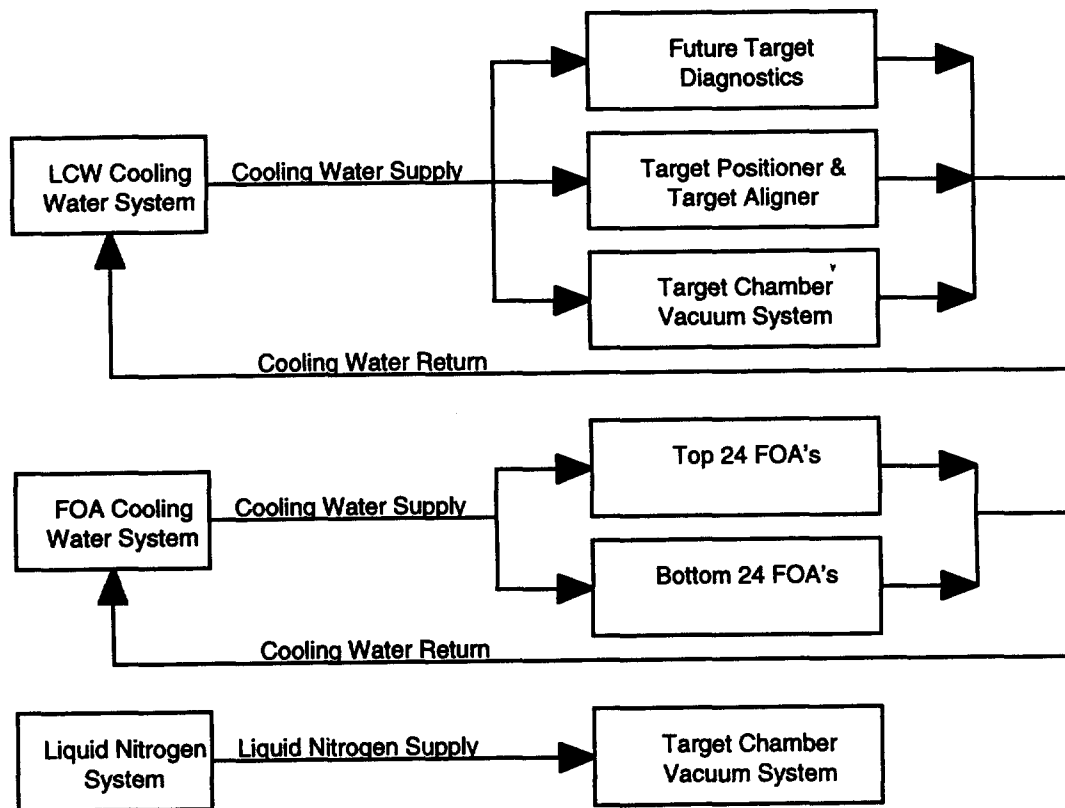 Future Target
Diagnostics
LCW Cooling
Water System
Cooling Water Supply
Target Positioner &
Target Aligner
Target Chamber
Vacuum System
Cooling Water Return
Top 24 FOA's
FOA Cooling
Water System
Cooling Water Supply
Bottom 24 FOA's
Cooling Water Return
Liquid Nitrogen
System
Liquid Nitrogen Supply
Target Chamber
Vacuum System